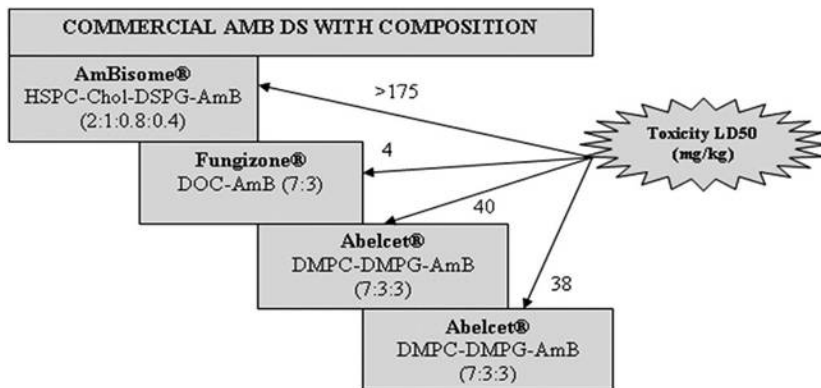 COMMERCIAL AMB DS WITH COMPOSITION
AmBisome®
HSPC-Chol-DSPG-AmB
(2:1:0.8:0.4)
>175
Toxicity LD50
(mg/kg)
Fungizone®
DOC-AmB (7:3)
4
40
Abelcet®
DMPC-DMPG-AmB
(7:3:3)
38
Abelcet®
DMPC-DMPG-AmB
(7:3:3)